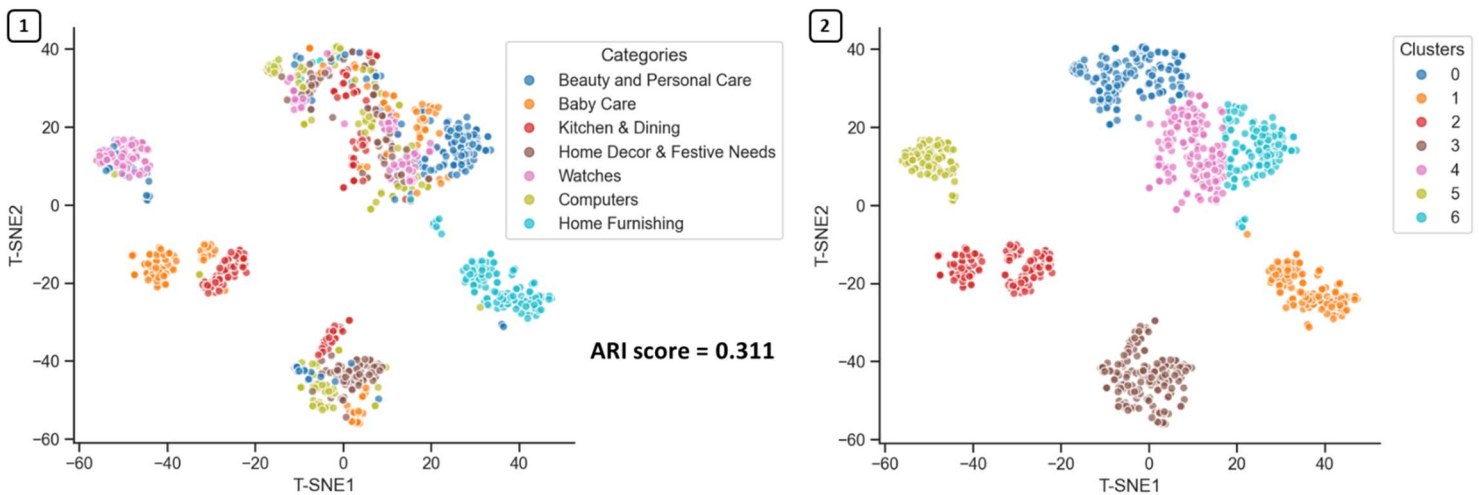 1
40
20
0
−20
−40
−60
−60
−40
−20
0
20
40
T-SNE2
T-SNE1
Categories
Beauty and Personal Care
Baby Care
Kitchen & Dining
Home Decor & Festive Needs
Watches
Computers
Home Furnishing
ARI score = 0.311
2
40
20
0
−20
−40
−60
−60
−40
−20
0
20
40
T-SNE2
T-SNE1
Clusters
0
1
2
3
4
5
6